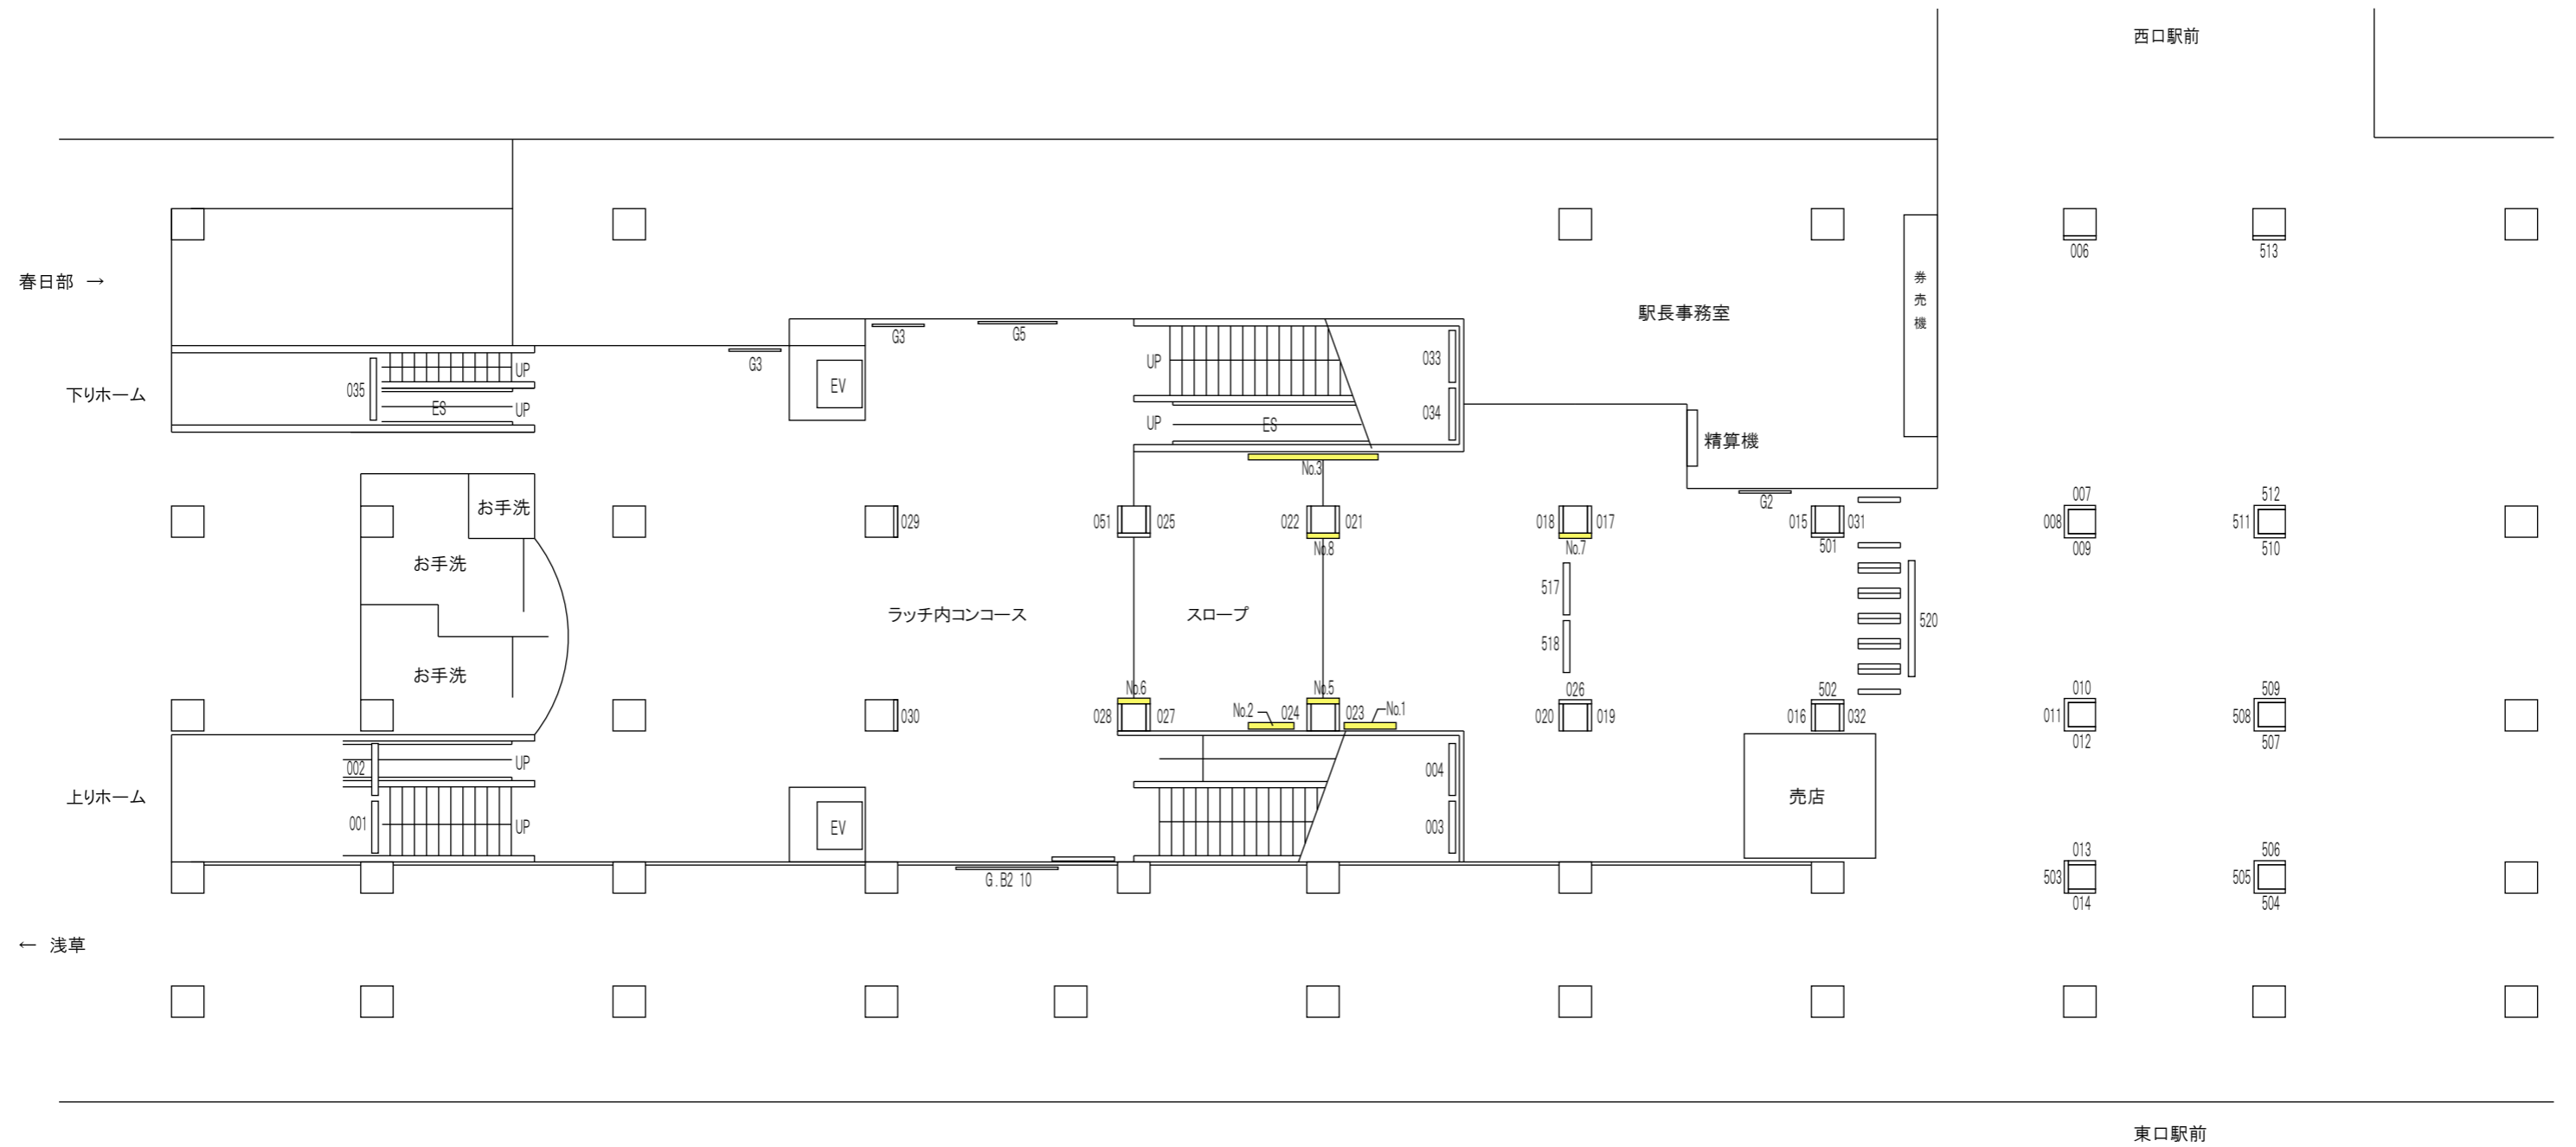 西口駅前
006
513
春日部 →
券売機
駅長事務室
G3
G5
G3
UP
033
EV
035
UP
下りホーム
034
ES
UP
UP
ES
精算機
No.3
G2
007
512
お手洗
029
051
025
022
021
018
017
015
031
008
511
No.8
No.7
501
009
510
お手洗
517
ラッチ内コンコース
スロープ
520
518
お手洗
No.6
No.5
026
502
010
509
No.2
024
023
No.1
030
028
027
020
019
016
032
011
508
012
507
UP
002
004
上りホーム
売店
001
UP
EV
003
013
506
G.B2 10
503
505
014
504
← 浅草
東口駅前